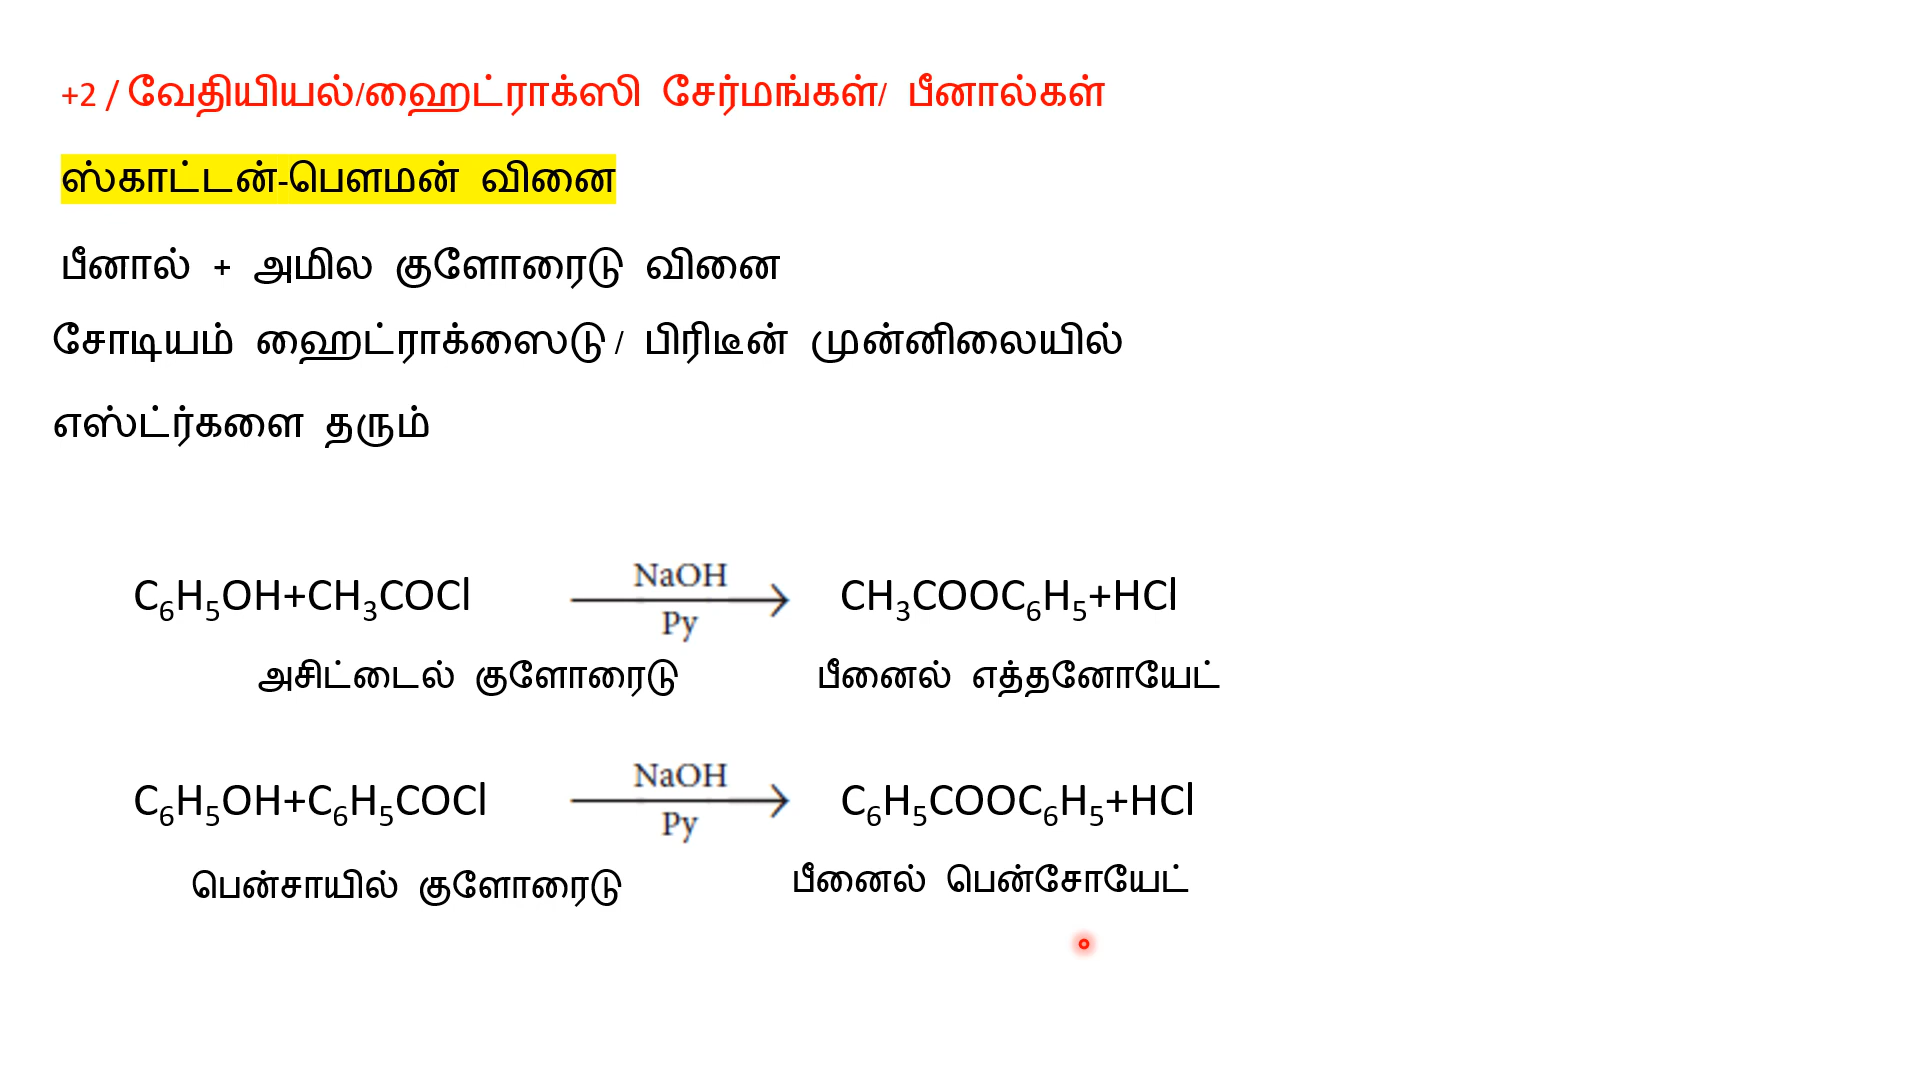 +2 / வேதியியல்/ஹைட்ராக்ஸி சேர்மங்கள்/ பீனால்கள்
ஸ்காட்டன்-பௌமன் வினை
பீனால் + அமில குளோரைடு வினை
சோடியம் ஹைட்ராக்ஸைடு / பிரிடீன் முன்னிலையில்
எஸ்ட்ர்களை தரும்
C₆H₅OH+CH₃COCl NaOH Py CH₃COOC₆H₅+HCl
அசிட்டைல் குளோரைடு பீனைல் எத்தனோயேட்
C₆H₅OH+C₆H₅COCl NaOH Py C₆H₅COOC₆H₅+HCl
பென்சாயில் குளோரைடு பீனைல் பென்சோயேட்